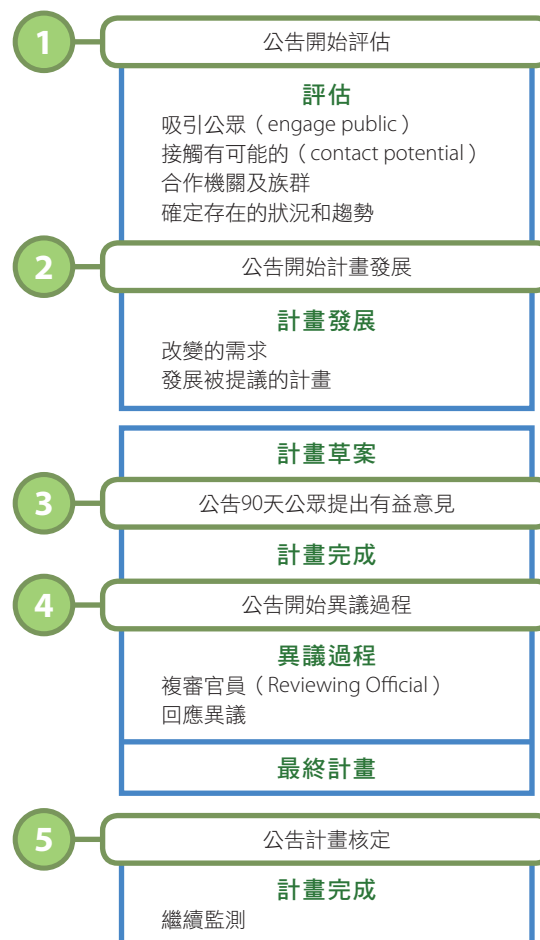 1
公告開始評估
評估
吸引公眾（engage public）
接觸有可能的（contact potential）
合作機關及族群
確定存在的狀況和趨勢
2
公告開始計畫發展
計畫發展
改變的需求
發展被提議的計畫
計畫草案
3
公告90天公眾提出有益意見
計畫完成
4
公告開始異議過程
異議過程
複審官員（Reviewing Official）
回應異議
最終計畫
5
公告計畫核定
計畫完成
繼續監測